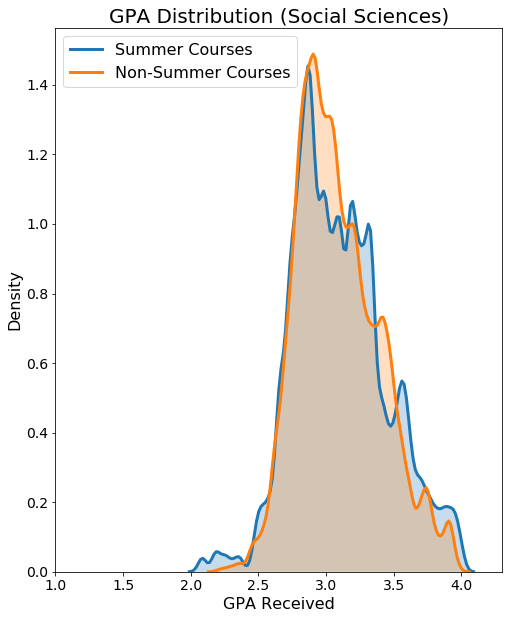 GPA Distribution (Social Sciences)
Summer Courses
Non-Summer Courses
Density
1.4
1.2
1.0
0.8
0.6
0.4
0.2
0.0
1.0 1.5 2.0 2.5 3.0 3.5 4.0
GPA Received